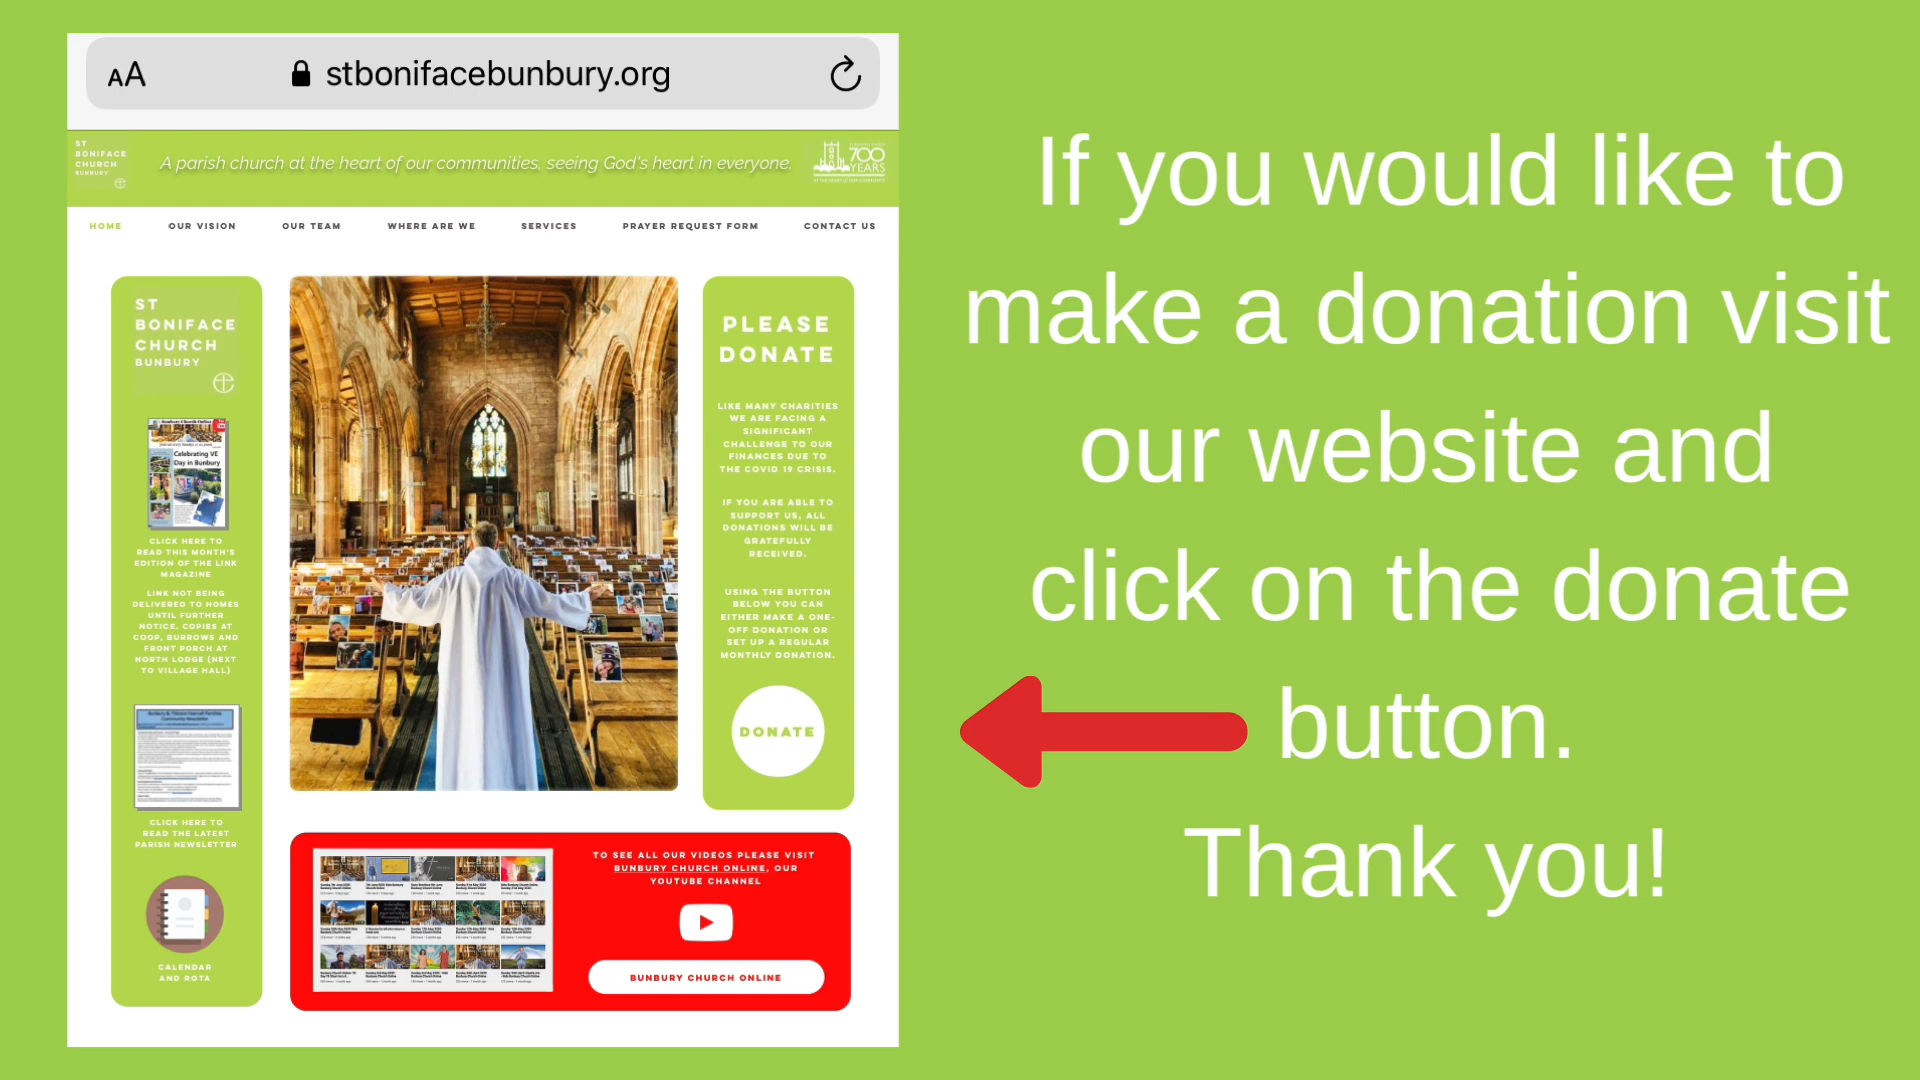 AA
stbonifacebunbury.org
ST
BONIFACE
CHURCH
BUNBURY
A parish church at the heart of our communities, seeing God's heart in everyone.
700
YEARS
HOME
OUR VISION
OUR TEAM
WHERE ARE WE
SERVICES
PRAYER REQUEST FORM
CONTACT US
ST
BONIFACE
CHURCH
BUNBURY
Bunbury Church Online
Celebrating VE
Day in Bunbury
CLICK HERE TO
READ THIS MONTH'S
EDITION OF THE LINK
MAGAZINE
LINK NOT BEING
DELIVERED TO HOMES
UNTIL FURTHER
NOTICE. COPIES AT
COOP, BURROWS AND
FRONT PORCH AT
NORTH LODGE (NEXT
TO VILLAGE HALL)
CLICK HERE TO
READ THE LATEST
PARISH NEWSLETTER
CALENDAR
AND ROTA
PLEASE
DONATE
LIKE MANY CHARITIES
WE ARE FACING A
SIGNIFICANT
CHALLENGE TO OUR
FINANCES DUE TO
THE COVID 19 CRISIS.
IF YOU ARE ABLE TO
SUPPORT US, ALL
DONATIONS WILL BE
GRATEFULLY
RECEIVED.
USING THE BUTTON
BELOW YOU CAN
EITHER MAKE A ONE-
OFF DONATION OR
SET UP A REGULAR
MONTHLY DONATION.
DONATE
TO SEE ALL OUR VIDEOS PLEASE VISIT
BUNBURY CHURCH ONLINE, OUR
YOUTUBE CHANNEL
BUNBURY CHURCH ONLINE
If you would like to
make a donation visit
our website and
click on the donate
button.
Thank you!